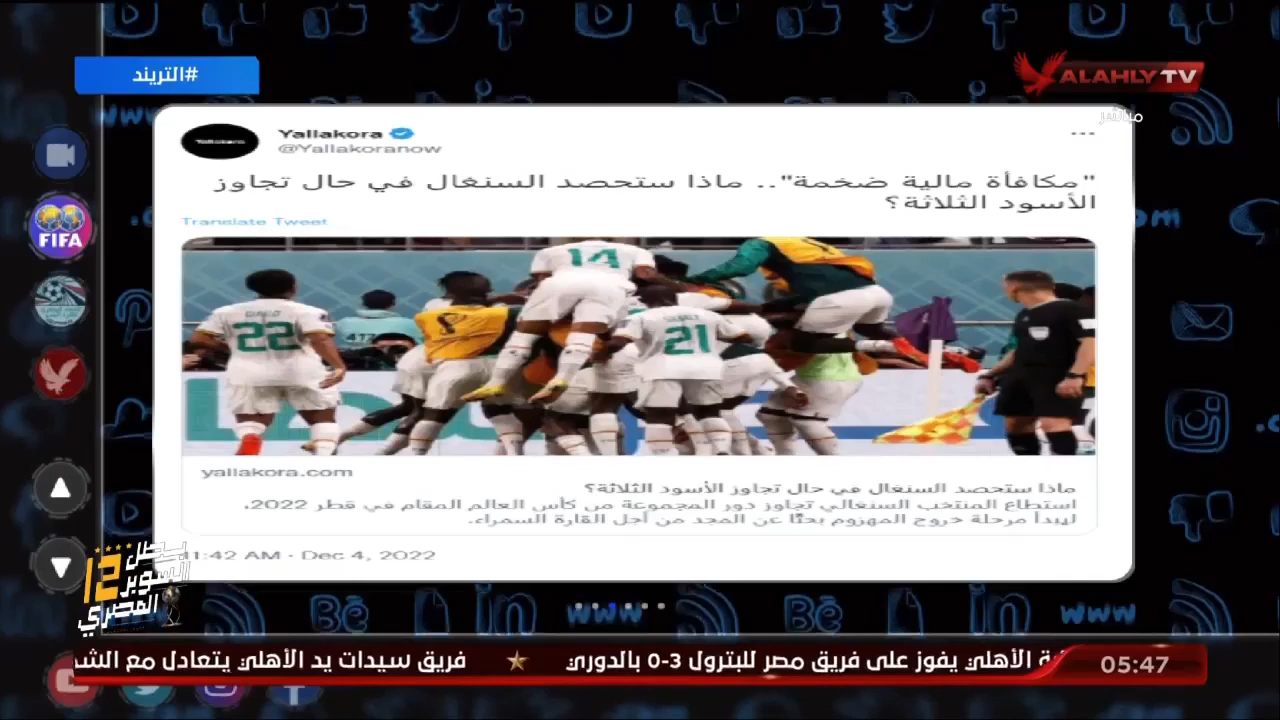 #التريند
ALAHLY TV
مباشر
Yallakora
@Yallakoranow
"مكافأة مالية ضخمة".. ماذا ستحصد السنغال في حال تجاوز
الأسود الثلاثة؟
Translate Tweet
FIFA
14
22
21
yallakora.com
ماذا ستحصد السنغال في حال تجاوز الأسود الثلاثة؟
استطاع المنتخب السنغالي تجاوز دور المجموعة من كأس العالم المقام في قطر 2022،
ليبدأ مرحلة خروج المهزوم بحثًا عن المجد من أجل القارة السمراء.
11:42 AM · Dec 4, 2022
بطل
السوبر 12
المصري
الأهلي يفوز على فريق مصر للبترول 3-0 بالدوري
فريق سيدات يد الأهلي يتعادل مع
05:47